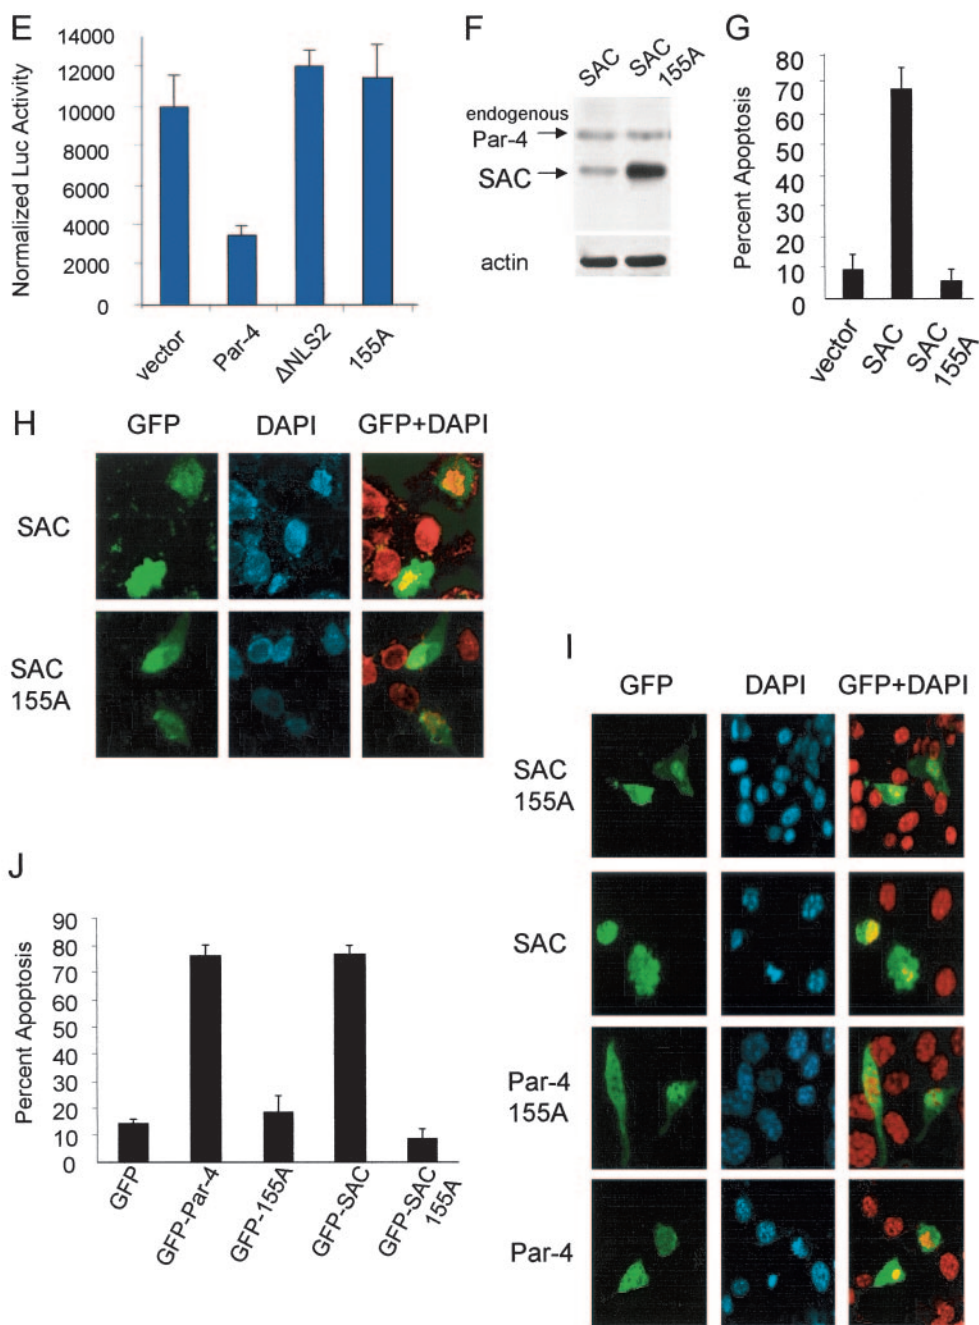 E
Normalized Luc Activity
14000
12000
10000
12000
8000
6000
4000
2000
0
vector
Par-4
ΔNLS2
155A
F
SAC
SAC
155A
endogenous
Par-4
SAC
actin
G
Percent Apoptosis
80
70
60
50
40
30
20
10
0
vector
SAC
SAC
155A
H
GFP
DAPI
GFP+DAPI
SAC
SAC
155A
I
GFP
DAPI
GFP+DAPI
SAC
155A
SAC
Par-4
155A
Par-4
J
Percent Apoptosis
90
80
70
60
50
40
30
20
10
0
GFP
GFP-Par-4
GFP-155A
GFP-SAC
GFP-SAC
155A